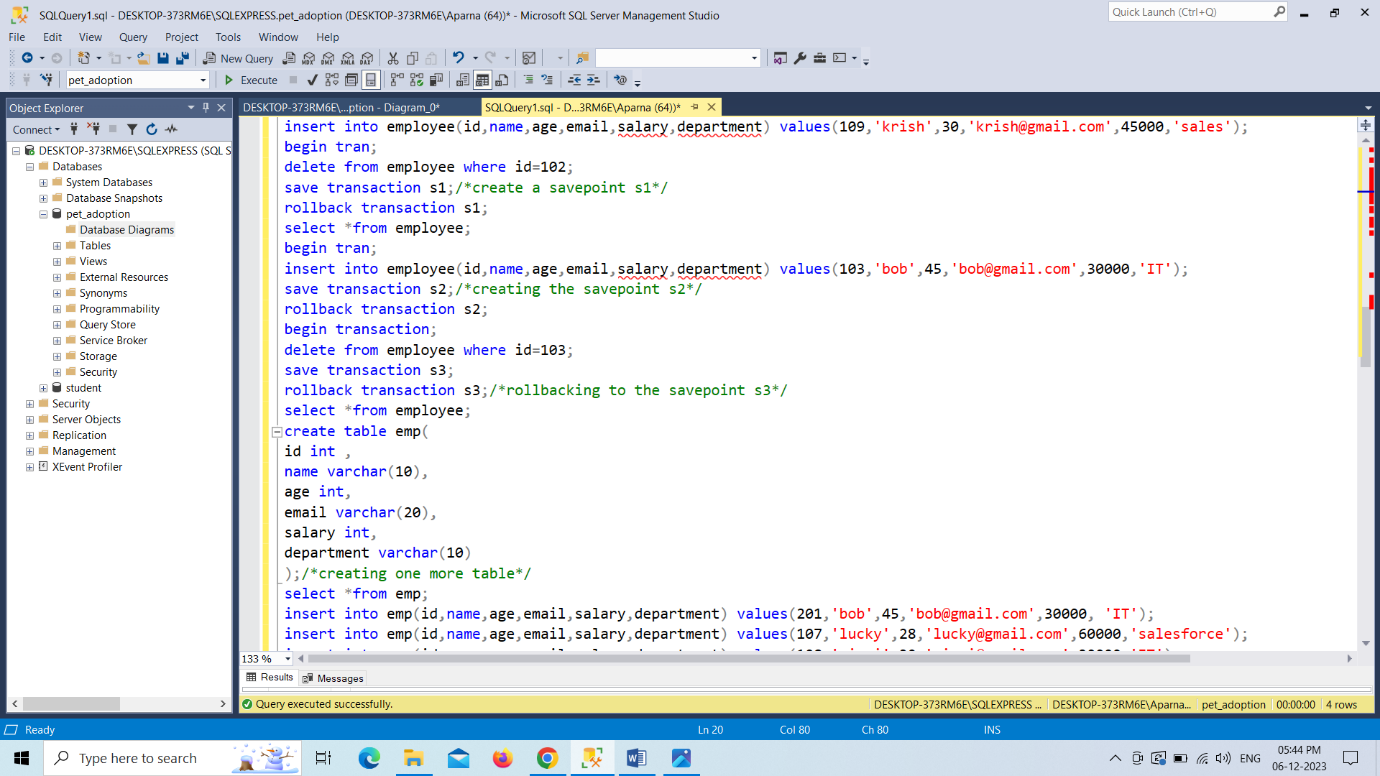 SQLQuery1.sql - DESKTOP-373RM6E\SQLEXPRESS.pet_adoption (DESKTOP-373RM6E\Aparna (64))* - Microsoft SQL Server Management Studio
Quick Launch (Ctrl+Q)
File Edit View Query Project Tools Window Help
New Query
pet_adoption
Execute
Object Explorer
Connect
DESKTOP-373RM6E\SQLEXPRESS (SQL S
Databases
System Databases
Database Snapshots
pet_adoption
Database Diagrams
Tables
Views
External Resources
Synonyms
Programmability
Query Store
Service Broker
Storage
Security
student
Security
Server Objects
Replication
Management
XEvent Profiler
DESKTOP-373RM6E\...ption - Diagram_0*
SQLQuery1.sql - D...3RM6E\Aparna (64))*
insert into employee(id,name,age,email,salary,department) values(109,'krish',30,'krish@gmail.com',45000,'sales');
begin tran;
delete from employee where id=102;
save transaction s1;/*create a savepoint s1*/
rollback transaction s1;
select *from employee;
begin tran;
insert into employee(id,name,age,email,salary,department) values(103,'bob',45,'bob@gmail.com',30000,'IT');
save transaction s2;/*creating the savepoint s2*/
rollback transaction s2;
begin transaction;
delete from employee where id=103;
save transaction s3;
rollback transaction s3;/*rollbacking to the savepoint s3*/
select *from employee;
create table emp(
id int ,
name varchar(10),
age int,
email varchar(20),
salary int,
department varchar(10)
);/*creating one more table*/
select *from emp;
insert into emp(id,name,age,email,salary,department) values(201,'bob',45,'bob@gmail.com',30000, 'IT');
insert into emp(id,name,age,email,salary,department) values(107,'lucky',28,'lucky@gmail.com',60000,'salesforce');
133 %
Results Messages
Query executed successfully.
DESKTOP-373RM6E\SQLEXPRESS ... DESKTOP-373RM6E\Aparna... pet_adoption 00:00:00 4 rows
Ready
Ln 20 Col 80 Ch 80 INS
Type here to search
ENG
05:44 PM
06-12-2023